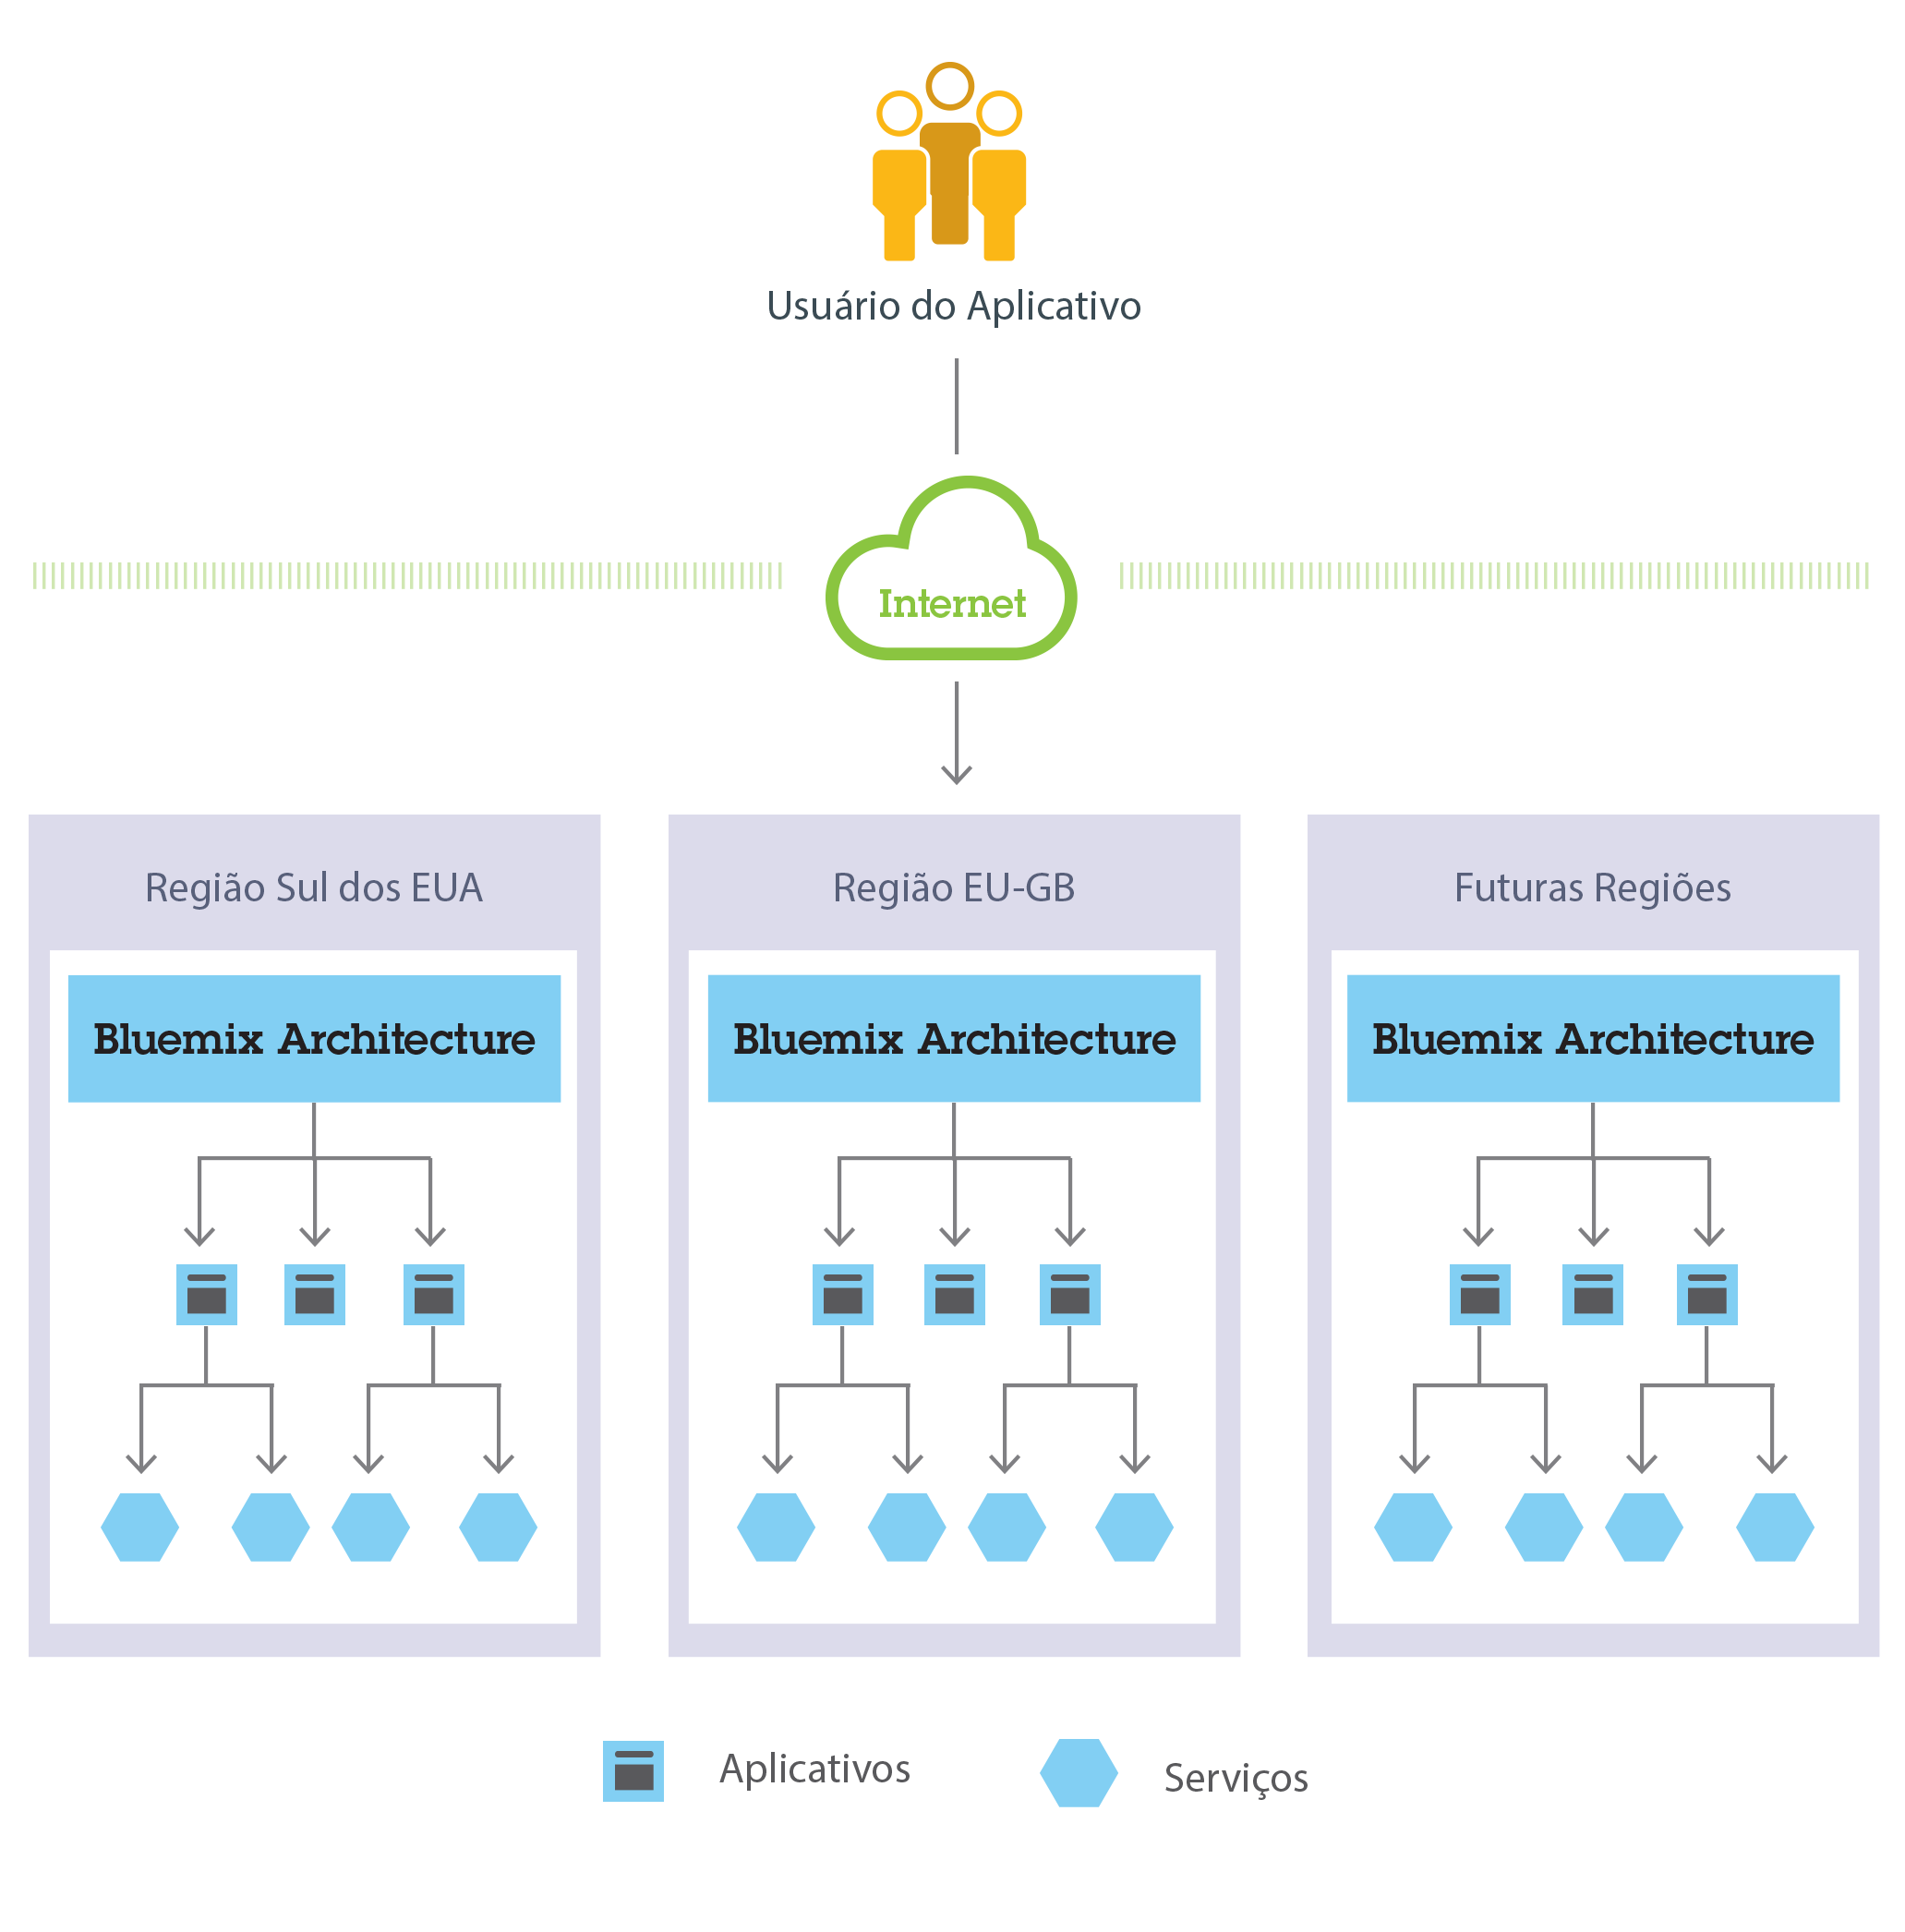 Usuário do Aplicativo
Internet
Região Sul dos EUA
Região EU-GB
Futuras Regiões
Bluemix Architecture
Bluemix Architecture
Bluemix Architecture
Aplicativos
Serviços